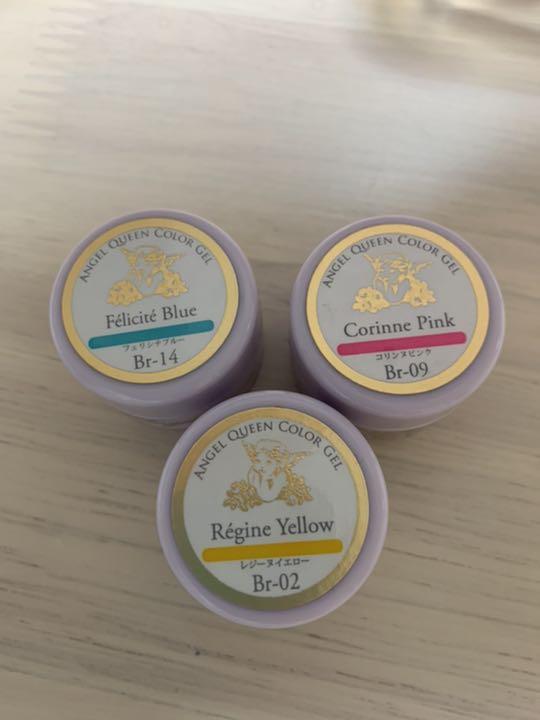 ANGEL QUEEN COLOR GEL
Félicité Blue
フェリシテブルー
Br-14
ANGEL QUEEN COLOR GEL
Corinne Pink
コリンヌピンク
Br-09
ANGEL QUEEN COLOR GEL
Régine Yellow
レジーヌイエロー
Br-02